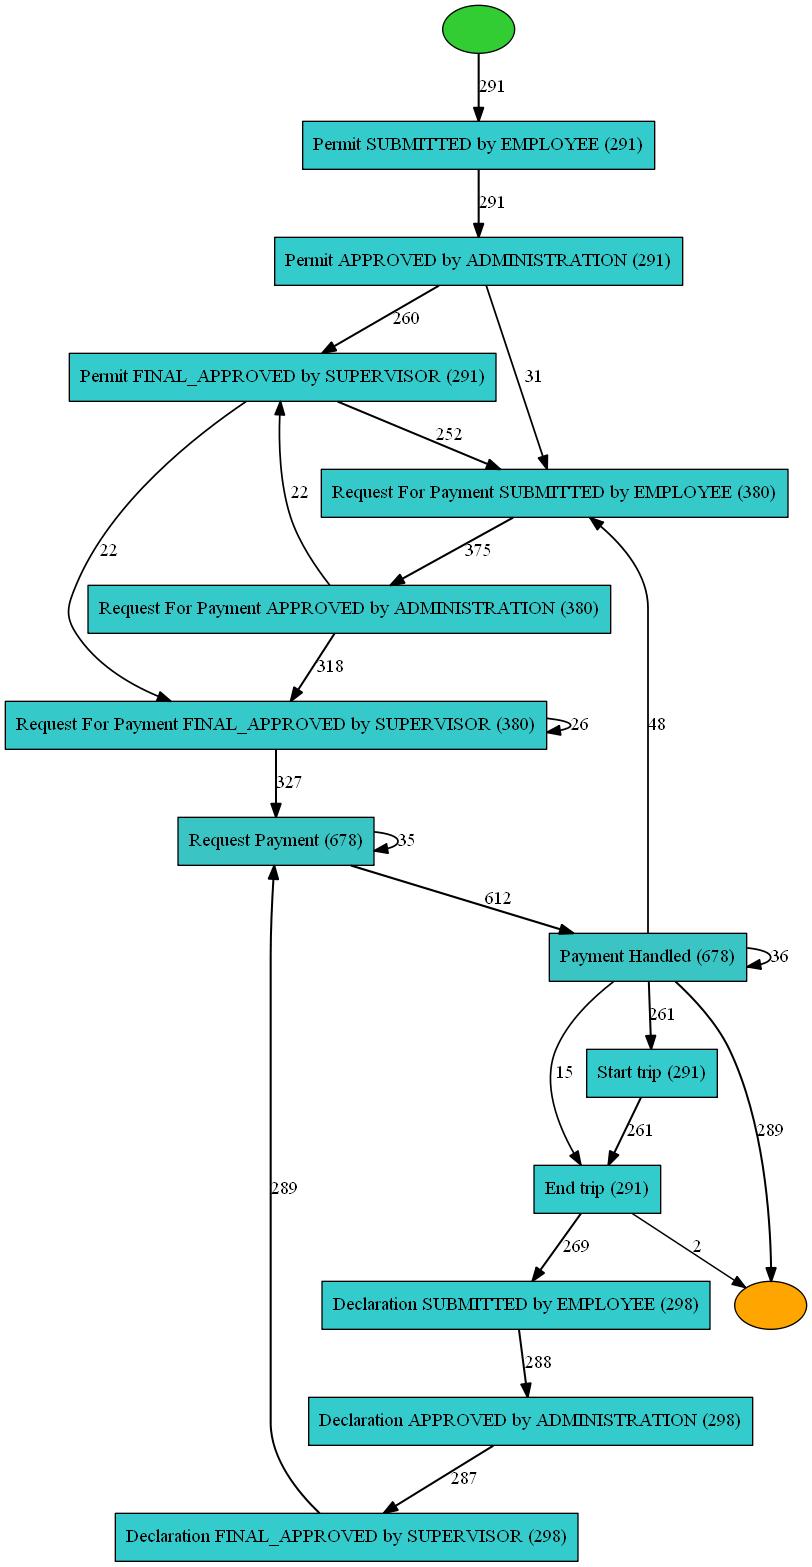 291
Permit SUBMITTED by EMPLOYEE (291)
291
Permit APPROVED by ADMINISTRATION (291)
260
31
Permit FINAL_APPROVED by SUPERVISOR (291)
252
22
Request For Payment SUBMITTED by EMPLOYEE (380)
22
375
Request For Payment APPROVED by ADMINISTRATION (380)
318
Request For Payment FINAL_APPROVED by SUPERVISOR (380)
26
48
327
Request Payment (678)
35
612
Payment Handled (678)
36
261
15
Start trip (291)
261
289
289
End trip (291)
269
2
Declaration SUBMITTED by EMPLOYEE (298)
288
Declaration APPROVED by ADMINISTRATION (298)
287
Declaration FINAL_APPROVED by SUPERVISOR (298)